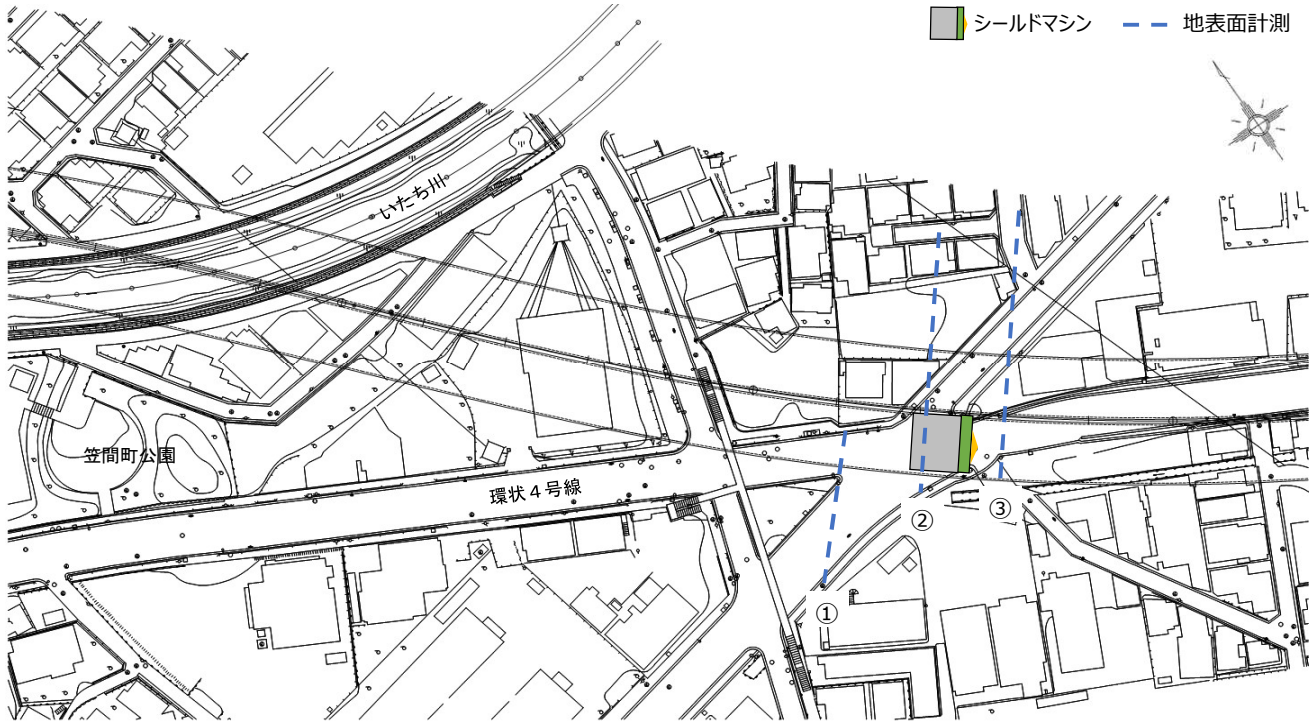 シールドマシン
地表面計測
いたち川
笠間町公園
環状4号線
②
③
①